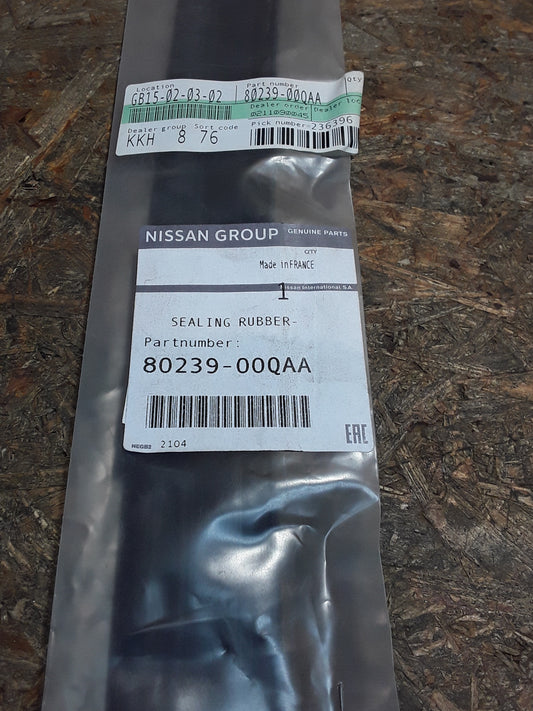 Location
GB15-02-03-02
Part number
80239-00QAA
Qty
Dealer order
0211090045
Dealer loc
Dealer group
KKH 8
Sort code
76
Pick number-236396
NISSAN GROUP
GENUINE PARTS
QTY
Made in FRANCE
1
Nissan International S.A
SEALING RUBBER-
Partnumber:
80239-00QAA
NEGB2 2104
EAC